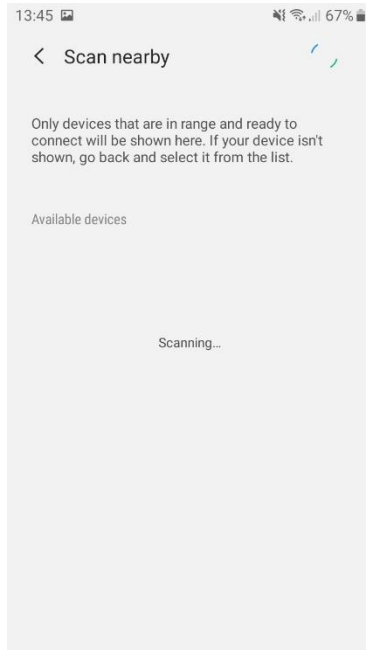 13:45 67%
Scan nearby
Only devices that are in range and ready to
connect will be shown here. If your device isn't
shown, go back and select it from the list.
Available devices
Scanning...